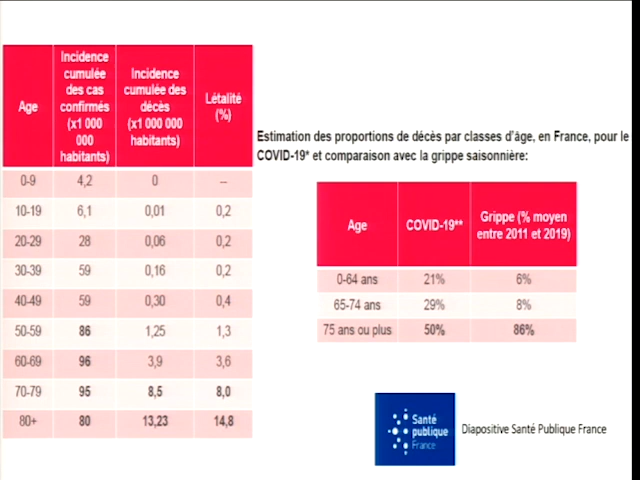 Age
Incidence
cumulée
des cas
confirmés
(x1 000
000
habitants)
Incidence
cumulée des
décès
(x1 000 000
habitants)
Létalité
(%)
0-9 4,2 0 --
10-19 6,1 0,01 0,2
20-29 28 0,06 0,2
30-39 59 0,16 0,2
40-49 59 0,30 0,4
50-59 86 1,25 1,3
60-69 96 3,9 3,6
70-79 95 8,5 8,0
80+ 80 13,23 14,8
Estimation des proportions de décès par classes d'âge, en France, pour le
COVID-19* et comparaison avec la grippe saisonnière:
Age
COVID-19**
Grippe (% moyen
entre 2011 et 2019)
0-64 ans 21% 6%
65-74 ans 29% 8%
75 ans ou plus 50% 86%
Santé
publique
France
Diapositive Santé Publique France